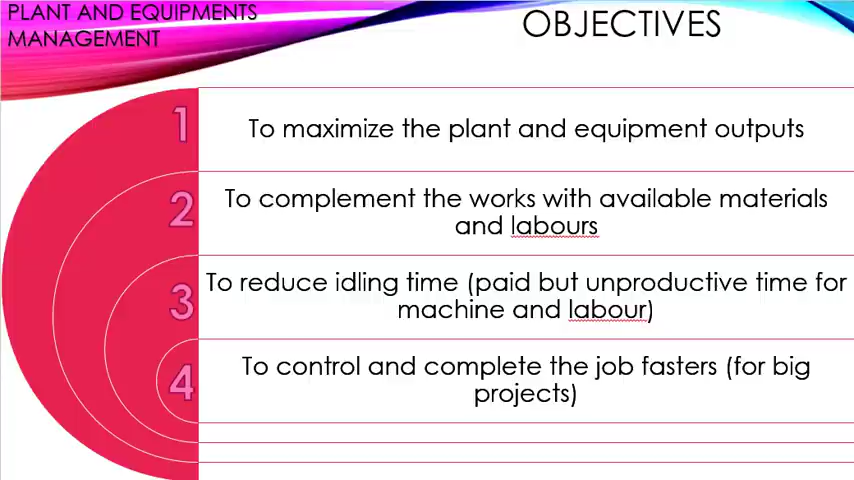 PLANT AND EQUIPMENTS
MANAGEMENT
OBJECTIVES
1
To maximize the plant and equipment outputs
2
To complement the works with available materials
and labours
3
To reduce idling time (paid but unproductive time for
machine and labour)
4
To control and complete the job fasters (for big
projects)